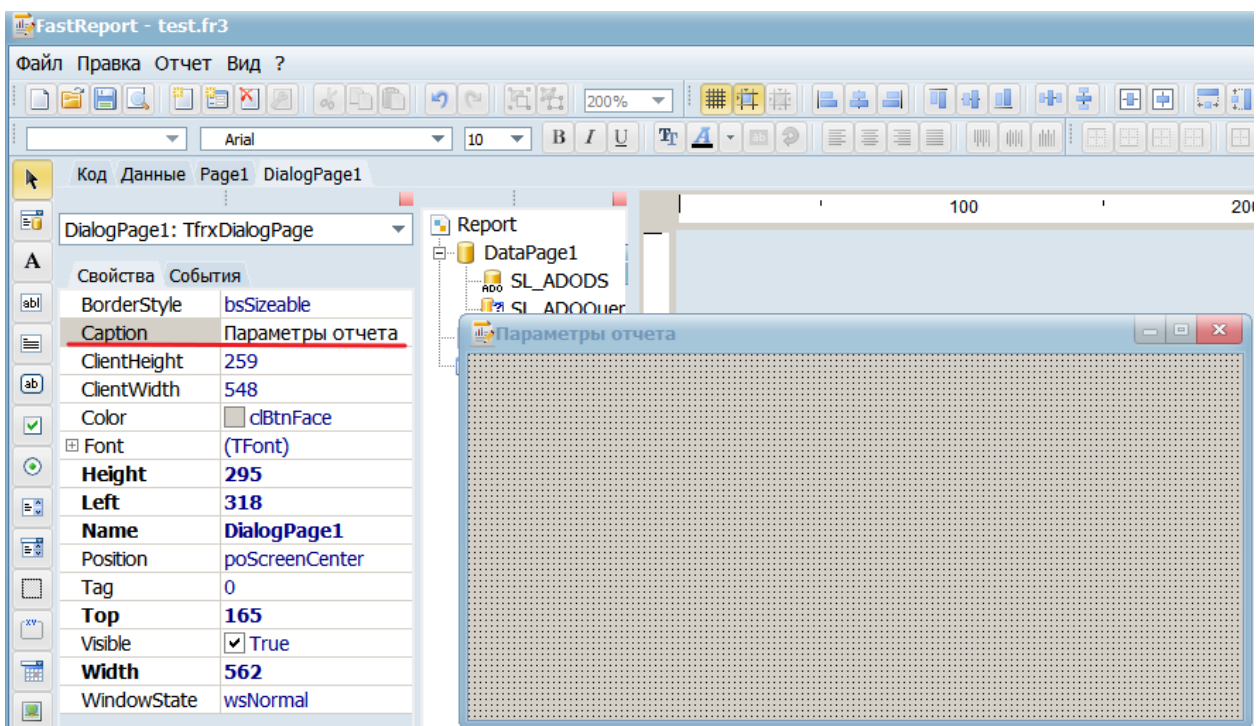 FastReport - test.fr3
Файл Правка Отчет Вид ?
200%
Arial 10 B I U
Код Данные Page1 DialogPage1
100 200
DialogPage1: TfrxDialogPage
Свойства События
BorderStyle bsSizeable
Caption Параметры отчета
ClientHeight 259
ClientWidth 548
Color clBtnFace
Font (TFont)
Height 295
Left 318
Name DialogPage1
Position poScreenCenter
Tag 0
Top 165
Visible True
Width 562
WindowState wsNormal
Report
DataPage1
SL_ADODS
SL_ADOQuer
Параметры отчета